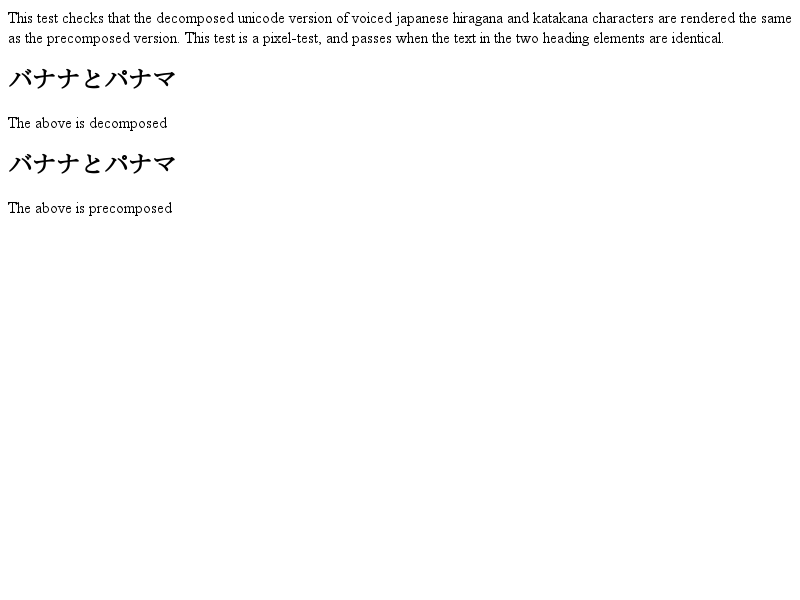 This test checks that the decomposed unicode version of voiced japanese hiragana and katakana characters are rendered the same
as the precomposed version. This test is a pixel-test, and passes when the text in the two heading elements are identical.
バナナとパナマ
The above is decomposed
バナナとパナマ
The above is precomposed